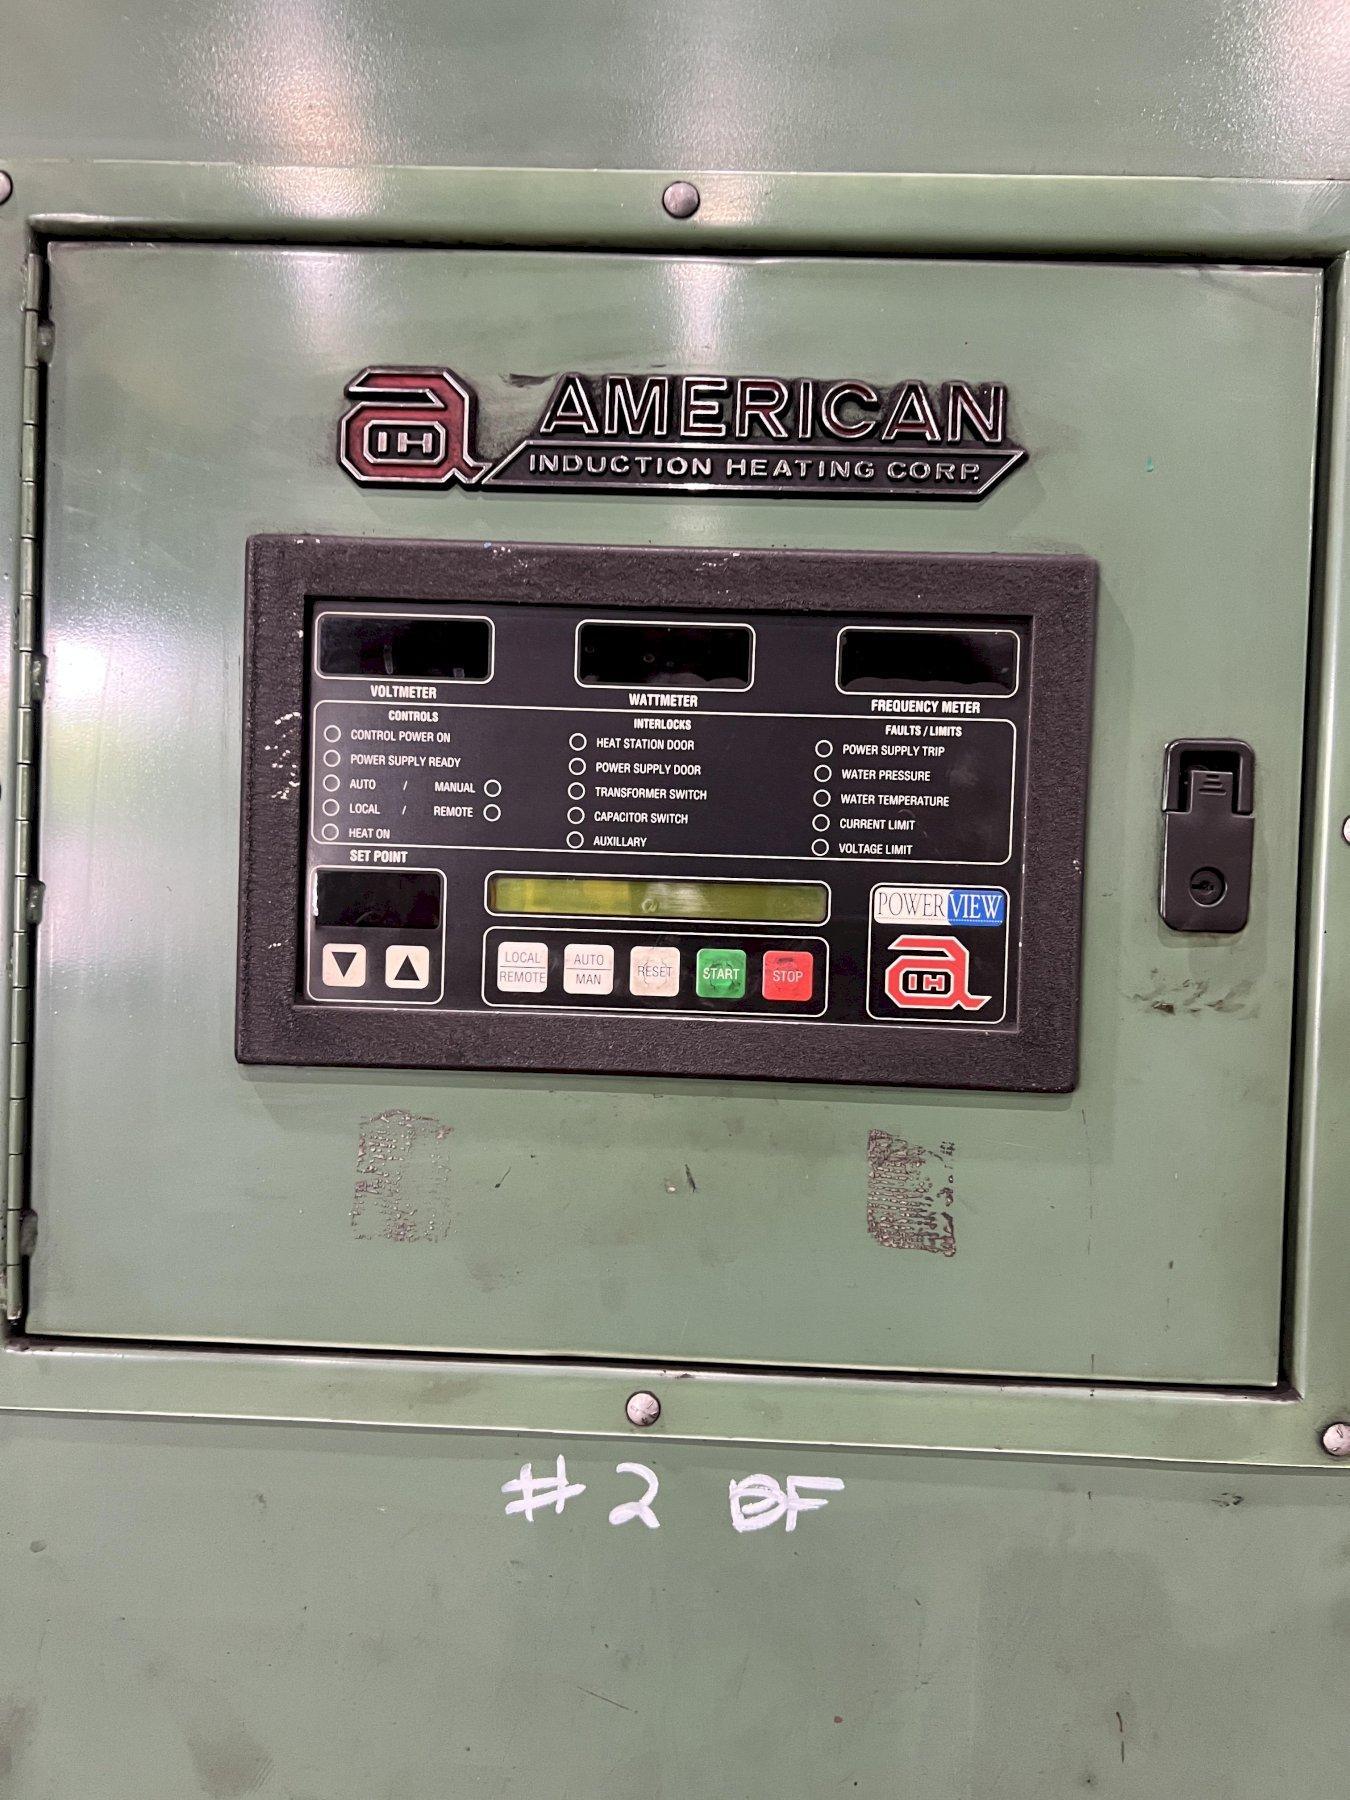 IH
AMERICAN
INDUCTION HEATING CORP.
VOLTMETER
WATTMETER
FREQUENCY METER
CONTROLS
CONTROL POWER ON
POWER SUPPLY READY
AUTO / MANUAL
LOCAL / REMOTE
HEAT ON
INTERLOCKS
HEAT STATION DOOR
POWER SUPPLY DOOR
TRANSFORMER SWITCH
CAPACITOR SWITCH
AUXILLARY
FAULTS / LIMITS
POWER SUPPLY TRIP
WATER PRESSURE
WATER TEMPERATURE
CURRENT LIMIT
VOLTAGE LIMIT
SET POINT
LOCAL
REMOTE
AUTO
MAN
RESET
START
STOP
POWER VIEW
IH
# 2 BF